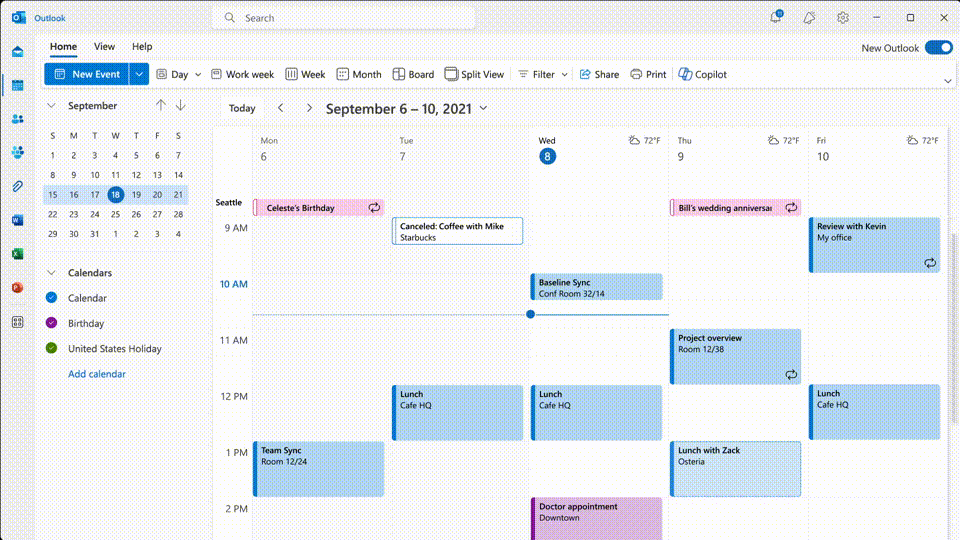 Outlook
Search
Home View Help
New Outlook
New Event Day Work week Week Month Board Split View Filter Share Print Copilot
September
S M T W T F S
1 2 3 4 5 6 7
8 9 10 11 12 13 14
15 16 17 18 19 20 21
22 23 24 25 26 27 28
29 30 31 1 2 3 4
Calendars
Calendar
Birthday
United States Holiday
Add calendar
Today September 6 – 10, 2021
Mon Tue Wed 72°F Thu 72°F Fri 72°F
6 7 8 9 10
Seattle
Celeste's Birthday
Bill's wedding anniversar
9 AM
Canceled: Coffee with Mike
Starbucks
Review with Kevin
My office
10 AM
Baseline Sync
Conf Room 32/14
11 AM
Project overview
Room 12/38
12 PM
Lunch
Cafe HQ
Lunch
Cafe HQ
Lunch
Cafe HQ
1 PM
Team Sync
Room 12/24
Lunch with Zack
Osteria
2 PM
Doctor appointment
Downtown